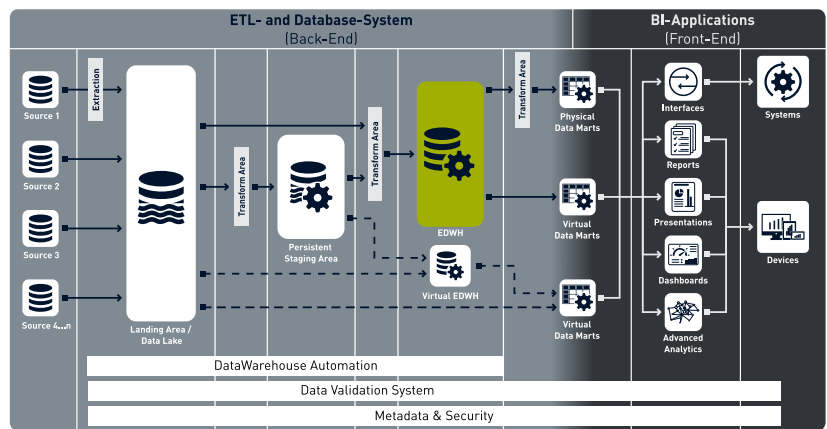 ETL- and Database-System
(Back-End)
BI-Applications
(Front-End)
Source 1
Source 2
Source 3
Source 4...n
Extraction
Landing Area /
Data Lake
Transform Area
Persistent
Staging Area
Transform Area
EDWH
Virtual EDWH
Transform Area
Physical
Data Marts
Virtual
Data Marts
Virtual
Data Marts
Interfaces
Reports
Presentations
Dashboards
Advanced
Analytics
Systems
Devices
DataWarehouse Automation
Data Validation System
Metadata & Security